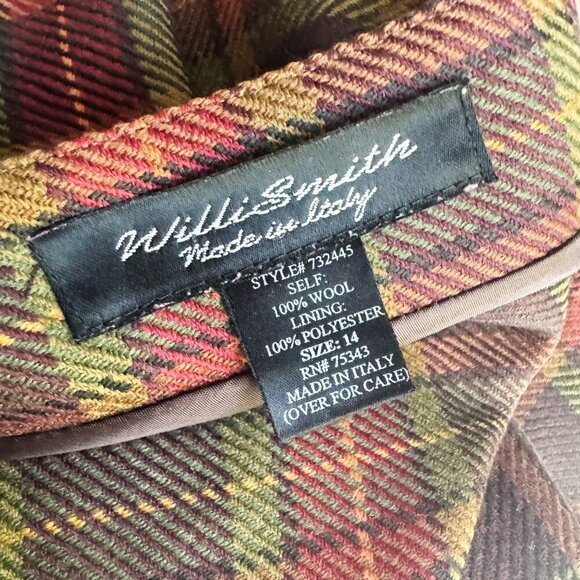 WilliSmith
Made in Italy
STYLE# 732445
SELF:
100% WOOL
LINING:
100% POLYESTER
SIZE: 14
RN# 75343
MADE IN ITALY
(OVER FOR CARE)